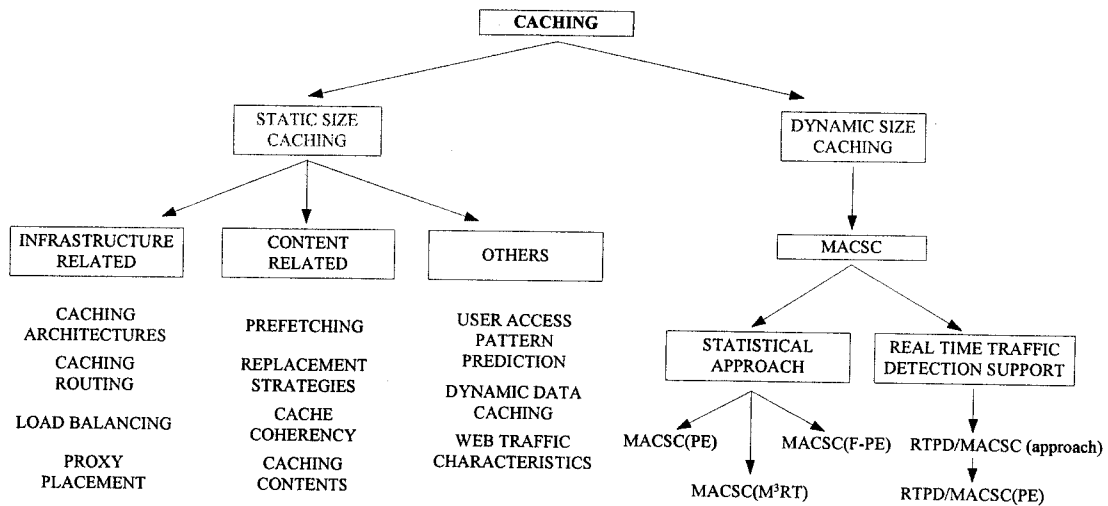 CACHING
STATIC SIZE
CACHING
DYNAMIC SIZE
CACHING
INFRASTRUCTURE
RELATED
CONTENT
RELATED
OTHERS
MACSC
CACHING
ARCHITECTURES
CACHING
ROUTING
LOAD BALANCING
PROXY
PLACEMENT
PREFETCHING
REPLACEMENT
STRATEGIES
CACHE
COHERENCY
CACHING
CONTENTS
USER ACCESS
PATTERN
PREDICTION
DYNAMIC DATA
CACHING
WEB TRAFFIC
CHARACTERISTICS
STATISTICAL
APPROACH
REAL TIME TRAFFIC
DETECTION SUPPORT
MACSC(PE)
MACSC(M³RT)
MACSC(F-PE)
RTPD/MACSC (approach)
RTPD/MACSC(PE)